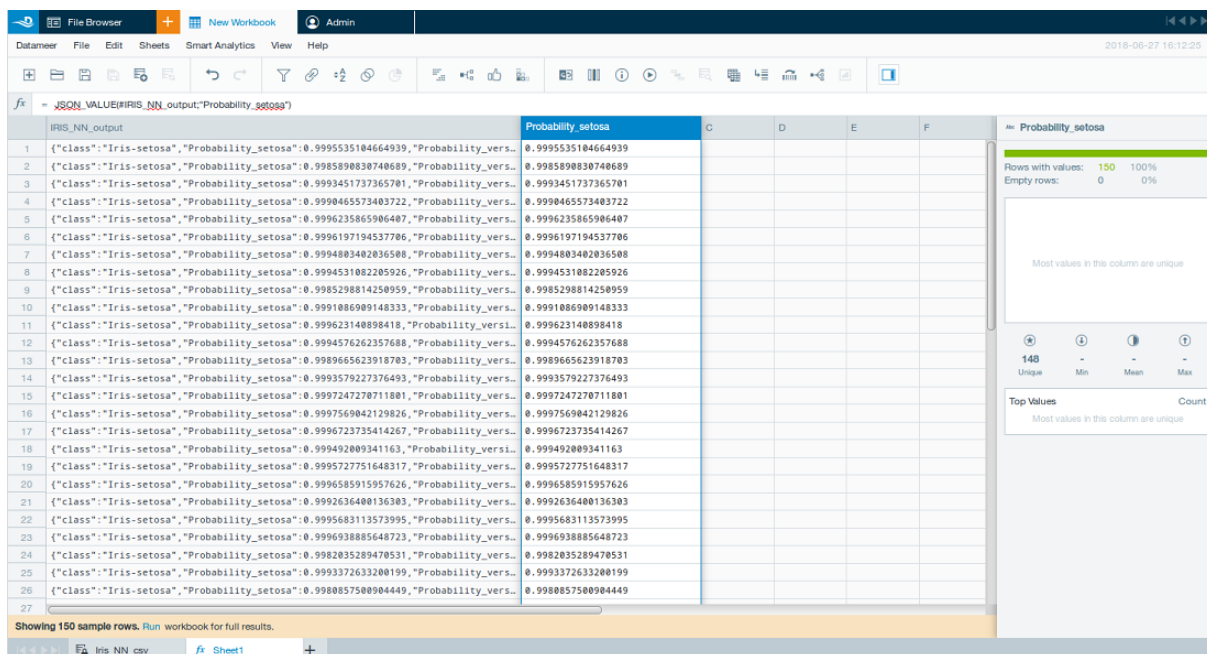 File Browser + New Workbook Admin
Datameer File Edit Sheets Smart Analytics View Help 2018-06-27 16:12:25
fx = JSON_VALUE(#IRIS_NN_output;"Probability_setosa")
IRIS_NN_output Probability_setosa C D E F
1 {"class":"Iris-setosa","Probability_setosa":0.9995535104664939,"Probability_vers… 0.9995535104664939
2 {"class":"Iris-setosa","Probability_setosa":0.9985890830740689,"Probability_vers… 0.9985890830740689
3 {"class":"Iris-setosa","Probability_setosa":0.9993451737365701,"Probability_vers… 0.9993451737365701
4 {"class":"Iris-setosa","Probability_setosa":0.9990465573403722,"Probability_vers… 0.9990465573403722
5 {"class":"Iris-setosa","Probability_setosa":0.9996235865906407,"Probability_vers… 0.9996235865906407
6 {"class":"Iris-setosa","Probability_setosa":0.9996197194537706,"Probability_vers… 0.9996197194537706
7 {"class":"Iris-setosa","Probability_setosa":0.9994803402036508,"Probability_vers… 0.9994803402036508
8 {"class":"Iris-setosa","Probability_setosa":0.9994531082205926,"Probability_vers… 0.9994531082205926
9 {"class":"Iris-setosa","Probability_setosa":0.9985298814250959,"Probability_vers… 0.9985298814250959
10 {"class":"Iris-setosa","Probability_setosa":0.9991086909148333,"Probability_vers… 0.9991086909148333
11 {"class":"Iris-setosa","Probability_setosa":0.999623140898418,"Probability_versi… 0.999623140898418
12 {"class":"Iris-setosa","Probability_setosa":0.9994576262357688,"Probability_vers… 0.9994576262357688
13 {"class":"Iris-setosa","Probability_setosa":0.9989665623918703,"Probability_vers… 0.9989665623918703
14 {"class":"Iris-setosa","Probability_setosa":0.9993579227376493,"Probability_vers… 0.9993579227376493
15 {"class":"Iris-setosa","Probability_setosa":0.9997247270711801,"Probability_vers… 0.9997247270711801
16 {"class":"Iris-setosa","Probability_setosa":0.9997569042129826,"Probability_vers… 0.9997569042129826
17 {"class":"Iris-setosa","Probability_setosa":0.9996723735414267,"Probability_vers… 0.9996723735414267
18 {"class":"Iris-setosa","Probability_setosa":0.999492009341163,"Probability_versi… 0.999492009341163
19 {"class":"Iris-setosa","Probability_setosa":0.9995727751648317,"Probability_vers… 0.9995727751648317
20 {"class":"Iris-setosa","Probability_setosa":0.9996585915957626,"Probability_vers… 0.9996585915957626
21 {"class":"Iris-setosa","Probability_setosa":0.9992636400136303,"Probability_vers… 0.9992636400136303
22 {"class":"Iris-setosa","Probability_setosa":0.9995683113573995,"Probability_vers… 0.9995683113573995
23 {"class":"Iris-setosa","Probability_setosa":0.9996938885648723,"Probability_vers… 0.9996938885648723
24 {"class":"Iris-setosa","Probability_setosa":0.9982035289470531,"Probability_vers… 0.9982035289470531
25 {"class":"Iris-setosa","Probability_setosa":0.9993372633200199,"Probability_vers… 0.9993372633200199
26 {"class":"Iris-setosa","Probability_setosa":0.9980857500904449,"Probability_vers… 0.9980857500904449
27
Showing 150 sample rows. Run workbook for full results.
Iris_NN_csv fx Sheet1 +
Abc Probability_setosa
Rows with values: 150 100%
Empty rows: 0 0%
Most values in this column are unique
148 - - -
Unique Min Mean Max
Top Values Count
Most values in this column are unique